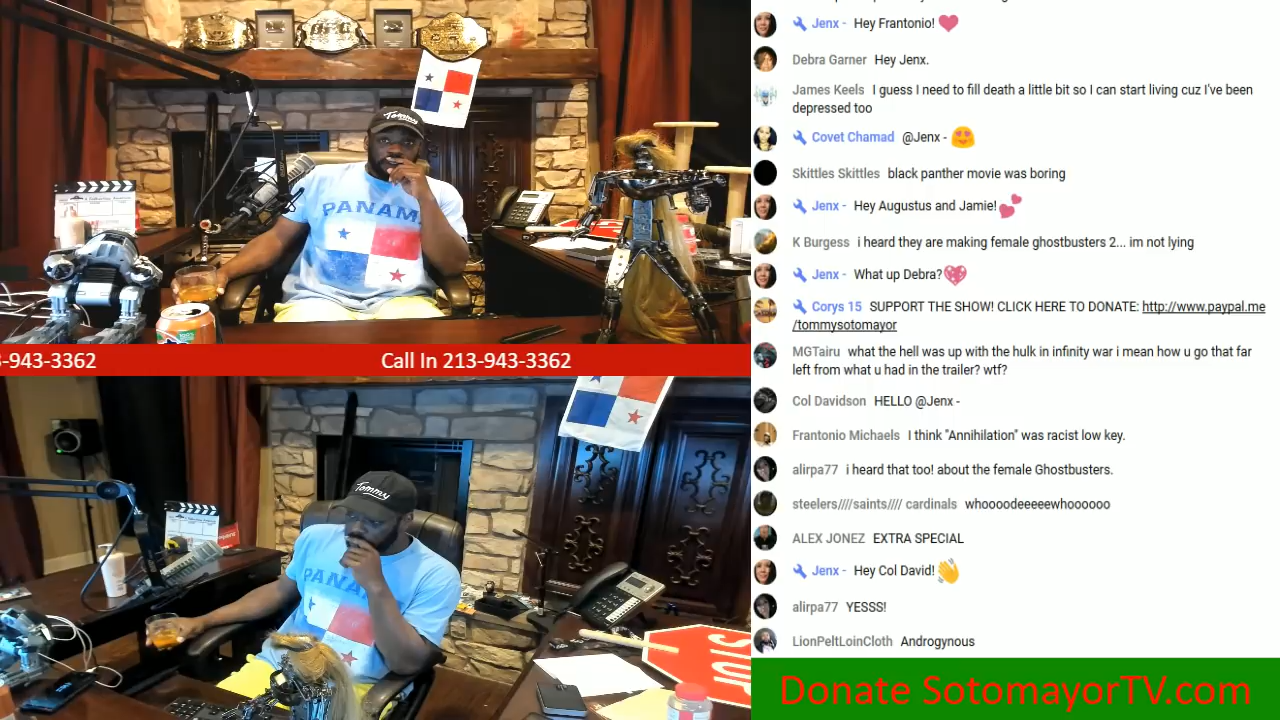 Tommy
PANAM
-943-3362
Call In 213-943-3362
Tommy
PANA
STOP
Jenx - Hey Frantonio!
Debra Garner Hey Jenx.
James Keels I guess I need to fill death a little bit so I can start living cuz I've been
depressed too
Covet Chamad @Jenx -
Skittles Skittles black panther movie was boring
Jenx - Hey Augustus and Jamie!
K Burgess i heard they are making female ghostbusters 2... im not lying
Jenx - What up Debra?
Corys 15 SUPPORT THE SHOW! CLICK HERE TO DONATE: http://www.paypal.me
/tommysotomayor
MGTairu what the hell was up with the hulk in infinity war i mean how u go that far
left from what u had in the trailer? wtf?
Col Davidson HELLO @Jenx -
Frantonio Michaels I think "Annihilation" was racist low key.
alirpa77 i heard that too! about the female Ghostbusters.
steelers////saints//// cardinals whoooodeeeeewhoooooo
ALEX JONEZ EXTRA SPECIAL
Jenx - Hey Col David!
alirpa77 YESSS!
LionPeltLoinCloth Androgynous
Donate SotomayorTV.com